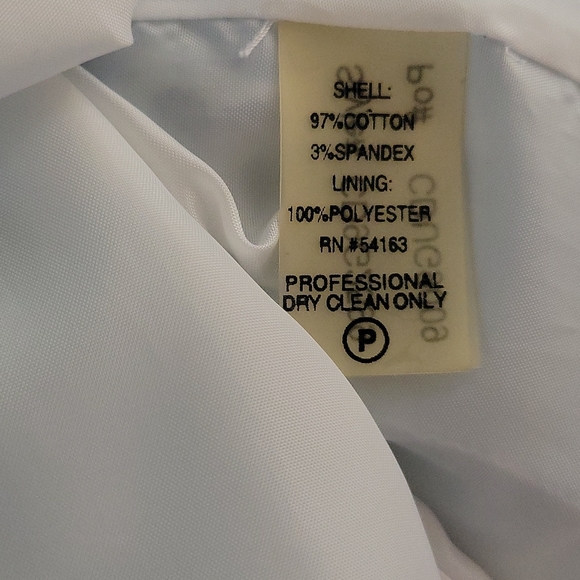 SHELL:
97%COTTON
3%SPANDEX
LINING:
100%POLYESTER
RN #54163
PROFESSIONAL
DRY CLEAN ONLY
P